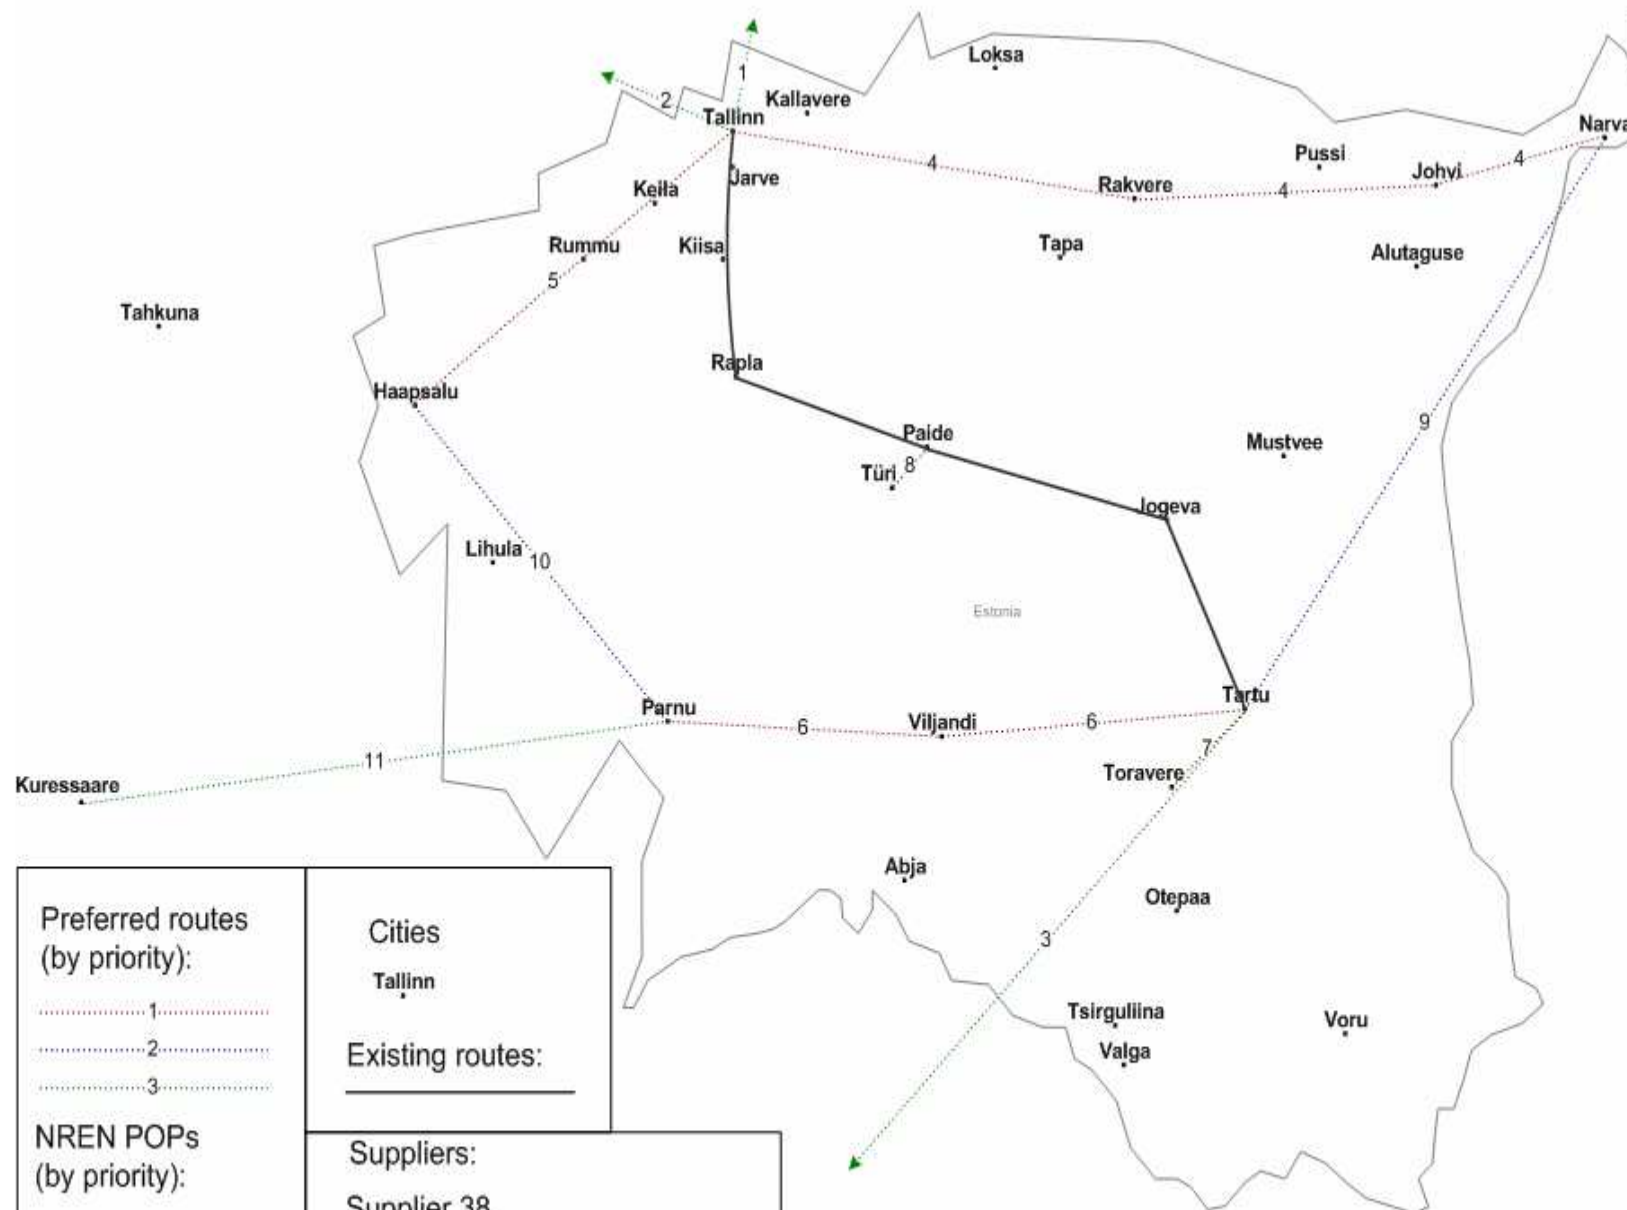 Loksa
1
2
Kallavere
Tallinn
Narva
4
Pussi
4
Jarve
Johvi
Keila
Rakvere
4
Rummu
Kiisa
Tapa
Alutaguse
5
Tahkuna
Rapla
Haapsalu
9
Paide
Mustvee
Türi
8
Jogeva
Lihula
10
Estonia
Tartu
Parnu
6
Viljandi
6
7
11
Toravere
Kuressaare
Abja
Otepaa
3
Tsirguliina
Voru
Valga
Preferred routes
(by priority):
1
2
3
NREN POPs
(by priority):
Cities
Tallinn
Existing routes:
Suppliers:
Supplier 38